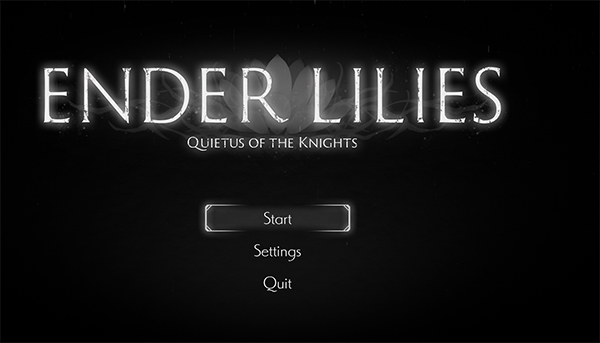 ENDER LILIES
QUIETUS OF THE KNIGHTS
Start
Settings
Quit